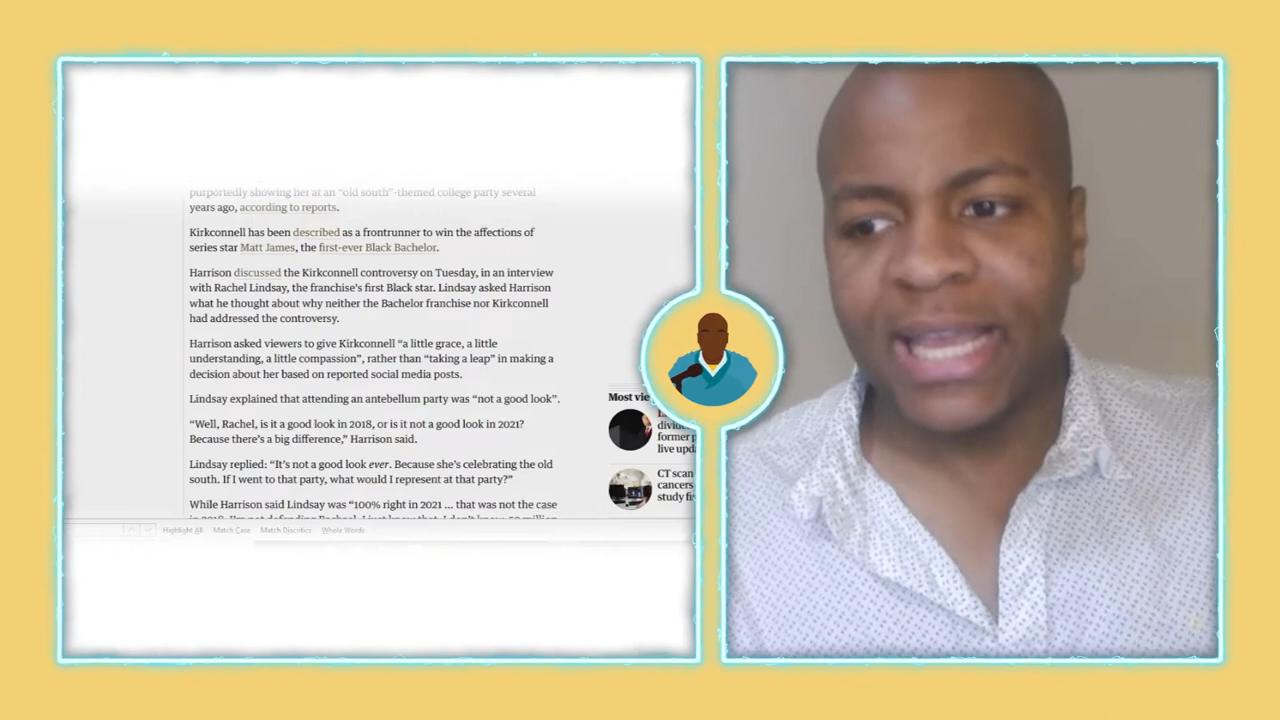 purportedly showing her at an “old south”-themed college party several
years ago, according to reports.
Kirkconnell has been described as a frontrunner to win the affections of
series star Matt James, the first-ever Black Bachelor.
Harrison discussed the Kirkconnell controversy on Tuesday, in an interview
with Rachel Lindsay, the franchise’s first Black star. Lindsay asked Harrison
what he thought about why neither the Bachelor franchise nor Kirkconnell
had addressed the controversy.
Harrison asked viewers to give Kirkconnell “a little grace, a little
understanding, a little compassion”, rather than “taking a leap” in making a
decision about her based on reported social media posts.
Lindsay explained that attending an antebellum party was “not a good look”.
“Well, Rachel, is it a good look in 2018, or is it not a good look in 2021?
Because there’s a big difference,” Harrison said.
Lindsay replied: “It’s not a good look ever. Because she’s celebrating the old
south. If I went to that party, what would I represent at that party?”
While Harrison said Lindsay was “100% right in 2021 ... that was not the case
Most vie
former p
live upd
CT scan
cancers
study fi
Highlight All Match Case Match Diacritics Whole Words